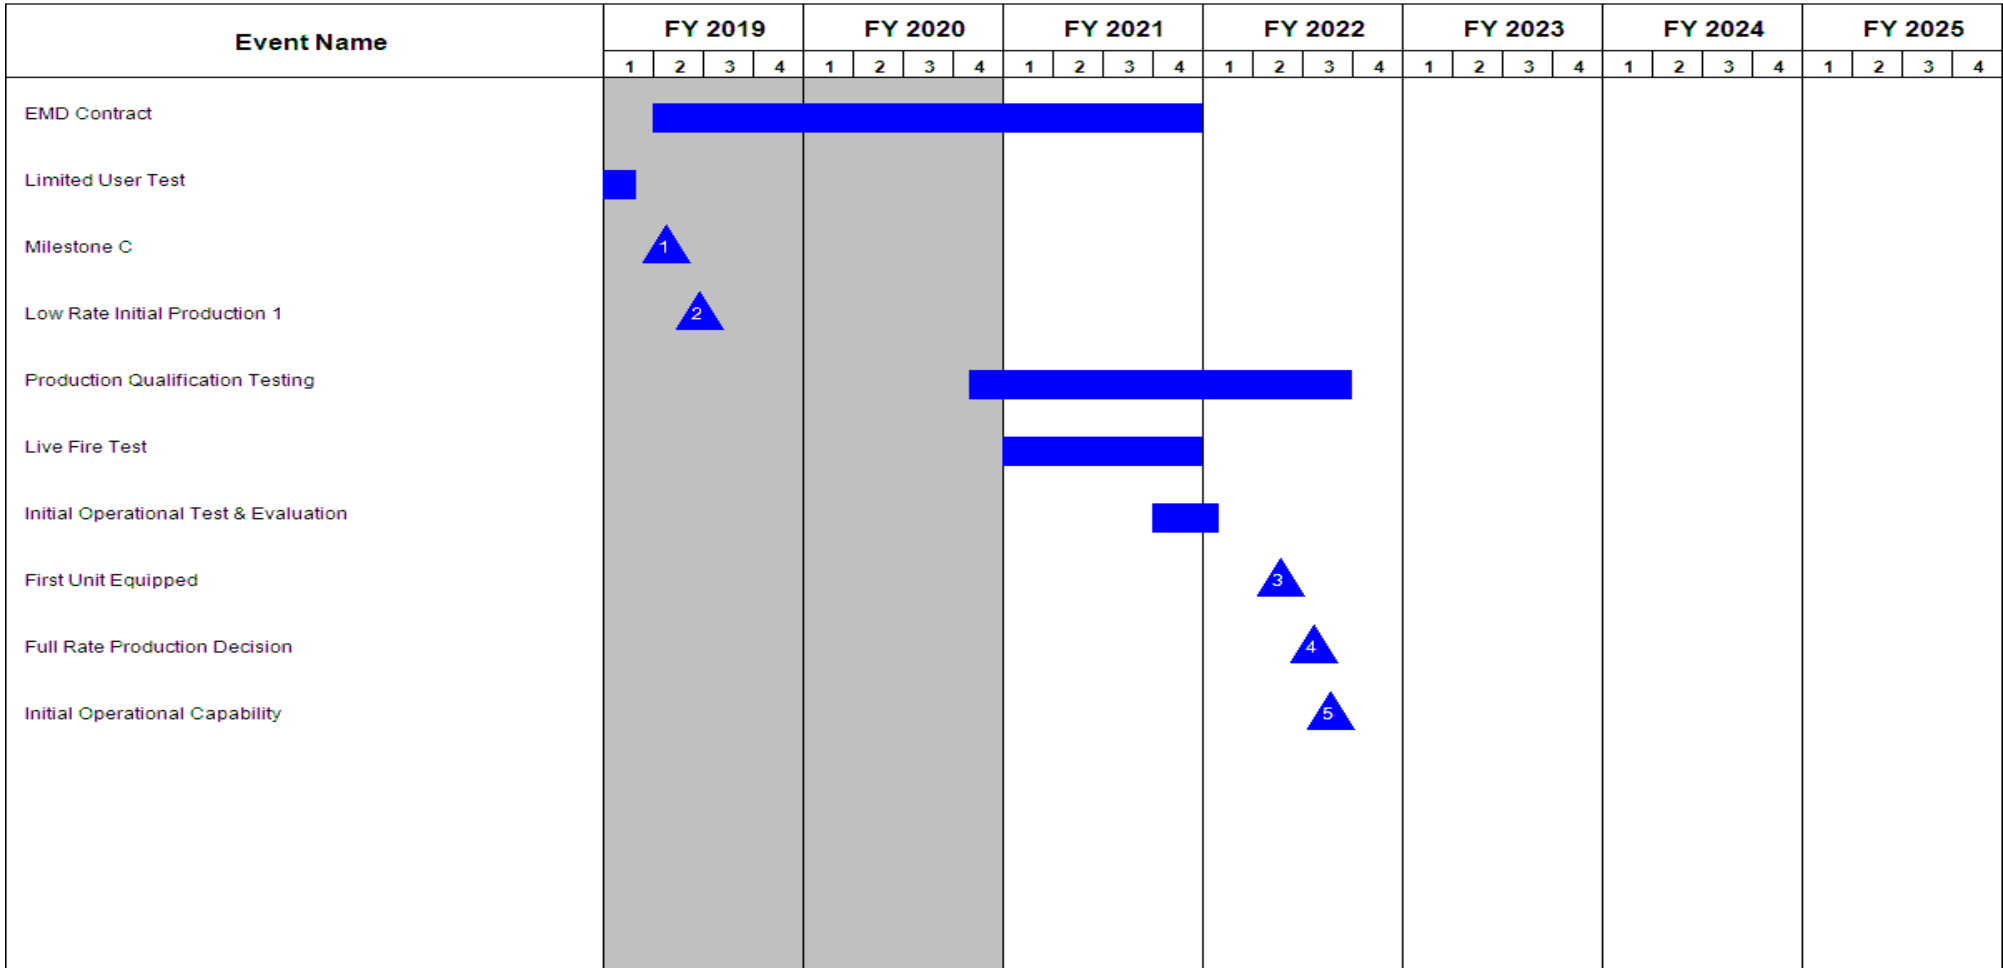 Event Name FY 2019 FY 2020 FY 2021 FY 2022 FY 2023 FY 2024 FY 2025
1 2 3 4 1 2 3 4 1 2 3 4 1 2 3 4 1 2 3 4 1 2 3 4 1 2 3 4
EMD Contract
Limited User Test
Milestone C 1
Low Rate Initial Production 1 2
Production Qualification Testing
Live Fire Test
Initial Operational Test & Evaluation
First Unit Equipped 3
Full Rate Production Decision 4
Initial Operational Capability 5